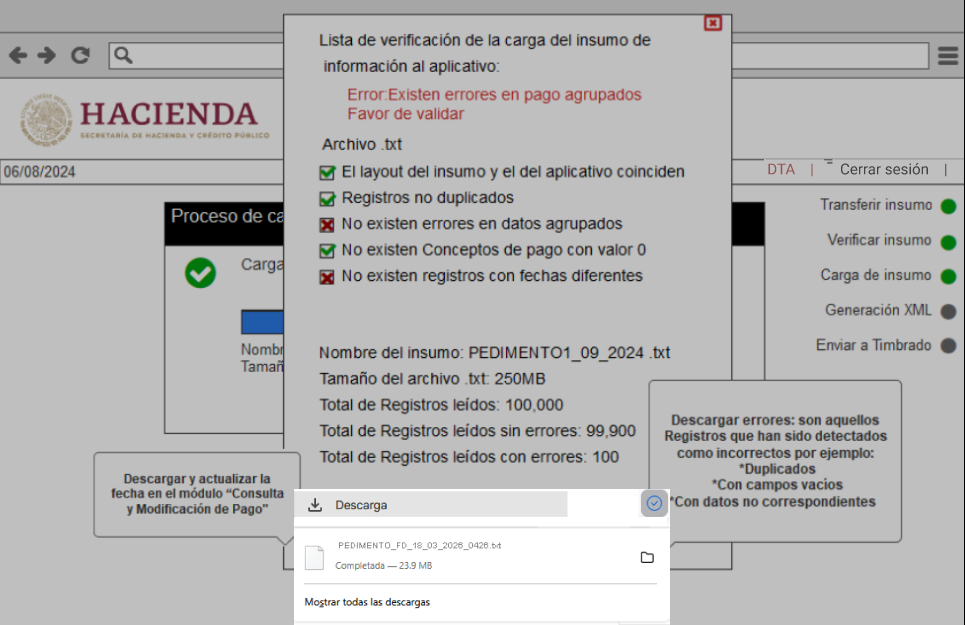 Lista de verificación de la carga del insumo de
información al aplicativo:
Error:Existen errores en pago agrupados
Favor de validar
HACIENDA
SECRETARÍA DE HACIENDA Y CRÉDITO PÚBLICO
Archivo .txt
06/08/2024
DTA | Cerrar sesión |
El layout del insumo y el del aplicativo coinciden
Registros no duplicados
No existen errores en datos agrupados
No existen Conceptos de pago con valor 0
No existen registros con fechas diferentes
Proceso de ca
Carga
Nombr
Tamañ
Transferir insumo
Verificar insumo
Carga de insumo
Generación XML
Enviar a Timbrado
Nombre del insumo: PEDIMENTO1_09_2024 .txt
Tamaño del archivo .txt: 250MB
Total de Registros leídos: 100,000
Total de Registros leídos sin errores: 99,900
Total de Registros leídos con errores: 100
Descargar y actualizar la
fecha en el módulo “Consulta
y Modificación de Pago”
Descargar errores: son aquellos
Registros que han sido detectados
como incorrectos por ejemplo:
*Duplicados
*Con campos vacíos
*Con datos no correspondientes
Descarga
PEDIMENTO_FD_18_03_2026_0426.txt
Completada — 23.9 MB
Mostrar todas las descargas